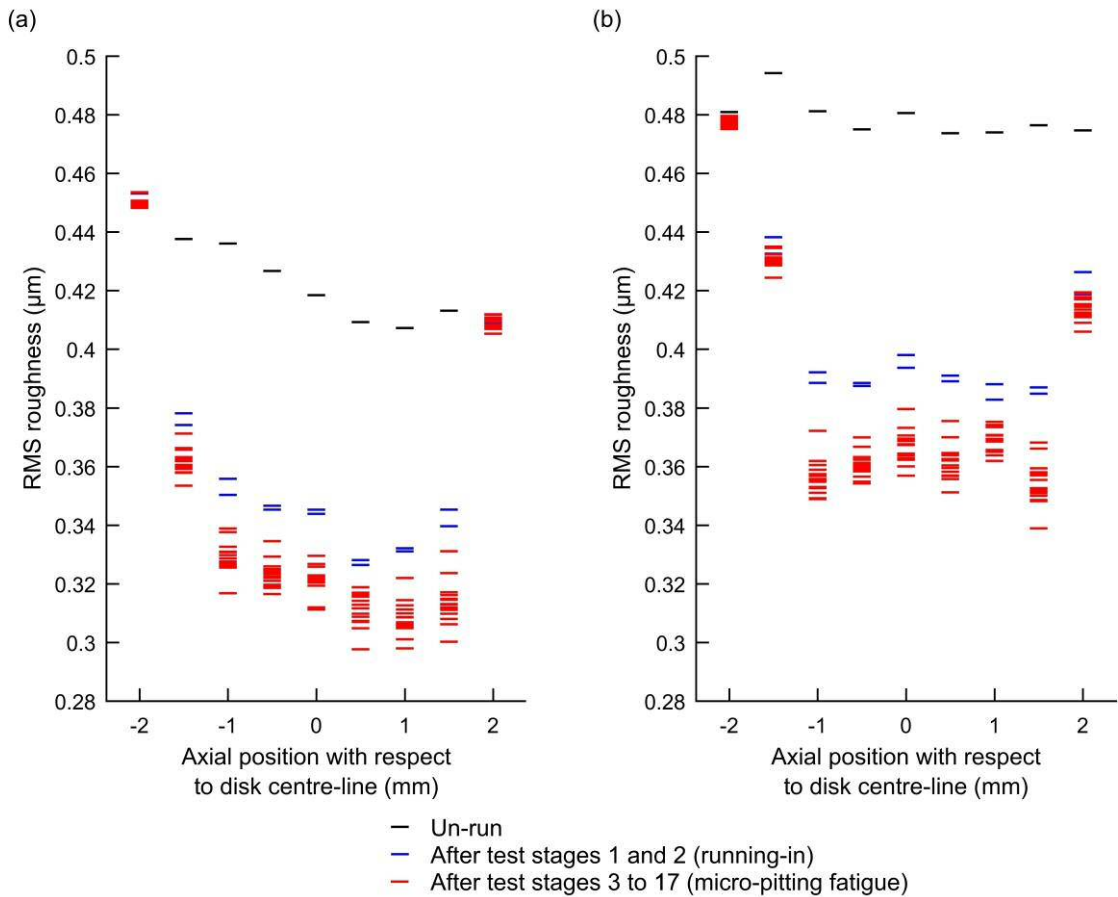 (a)
0.5
0.48
0.46
0.44
0.42
0.4
0.38
0.36
0.34
0.32
0.3
0.28
RMS roughness (µm)
-2 -1 0 1 2
Axial position with respect
to disk centre-line (mm)
(b)
0.5
0.48
0.46
0.44
0.42
0.4
0.38
0.36
0.34
0.32
0.3
0.28
RMS roughness (µm)
-2 -1 0 1 2
Axial position with respect
to disk centre-line (mm)
Un-run
After test stages 1 and 2 (running-in)
After test stages 3 to 17 (micro-pitting fatigue)